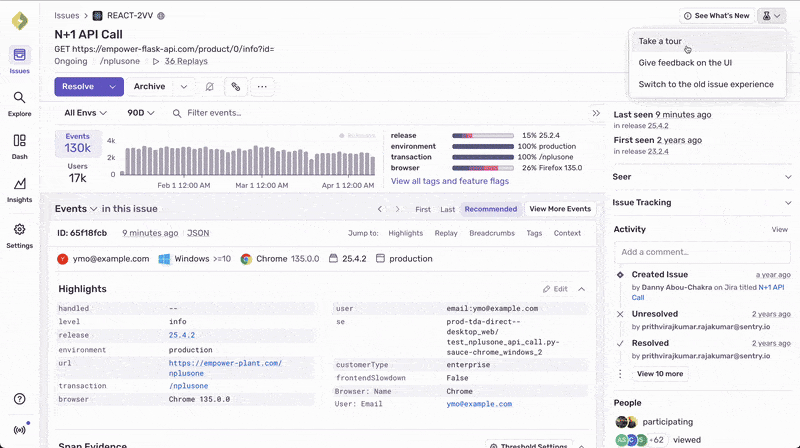 Issues > REACT-2VV
See What's New
N+1 API Call
GET https://empower-flask-api.com/product/0/info?id=
Ongoing /nplusone 36 Replays
Take a tour
Give feedback on the UI
Switch to the old issue experience
Resolve
Archive
All Envs
90D
Filter events…
Events
130k
Users
17k
4k
2k
0
Feb 1 12:00 AM
Mar 1 12:00 AM
Apr 1 12:00 AM
release 15% 25.2.4
environment 100% production
transaction 100% /nplusone
browser 26% Firefox 135.0
View all tags and feature flags
Last seen 9 minutes ago
in release 25.4.2
First seen 2 years ago
in release 23.2.4
Seer
Issue Tracking
Activity
View
Add a comment…
Created Issue a year ago
by Danny Abou-Chakra on Jira titled N+1 API
Call
Unresolved 2 years ago
by prithvirajkumar.rajakumar@sentry.io
Resolved 2 years ago
by prithvirajkumar.rajakumar@sentry.io
View 10 more
People
participating
+62 viewed
Events in this issue
First
Last
Recommended
View More Events
ID: 65f18fcb
9 minutes ago
JSON
Jump to: Highlights Replay Breadcrumbs Tags Context
ymo@example.com
Windows >=10
Chrome 135.0.0
25.4.2
production
Highlights
Edit
handled --
level info
release 25.4.2
environment production
url https://empower-plant.com/
nplusone
transaction /nplusone
browser Chrome 135.0.0
user email:ymo@example.com
se prod-tda-direct--
desktop_web/
test_nplusone_api_call.py-
sauce-chrome_windows_2
customerType enterprise
frontendSlowdown False
Browser: Name Chrome
User: Email ymo@example.com
Span Evidence
Threshold Settings
Issues
Explore
Dash
Insights
Settings